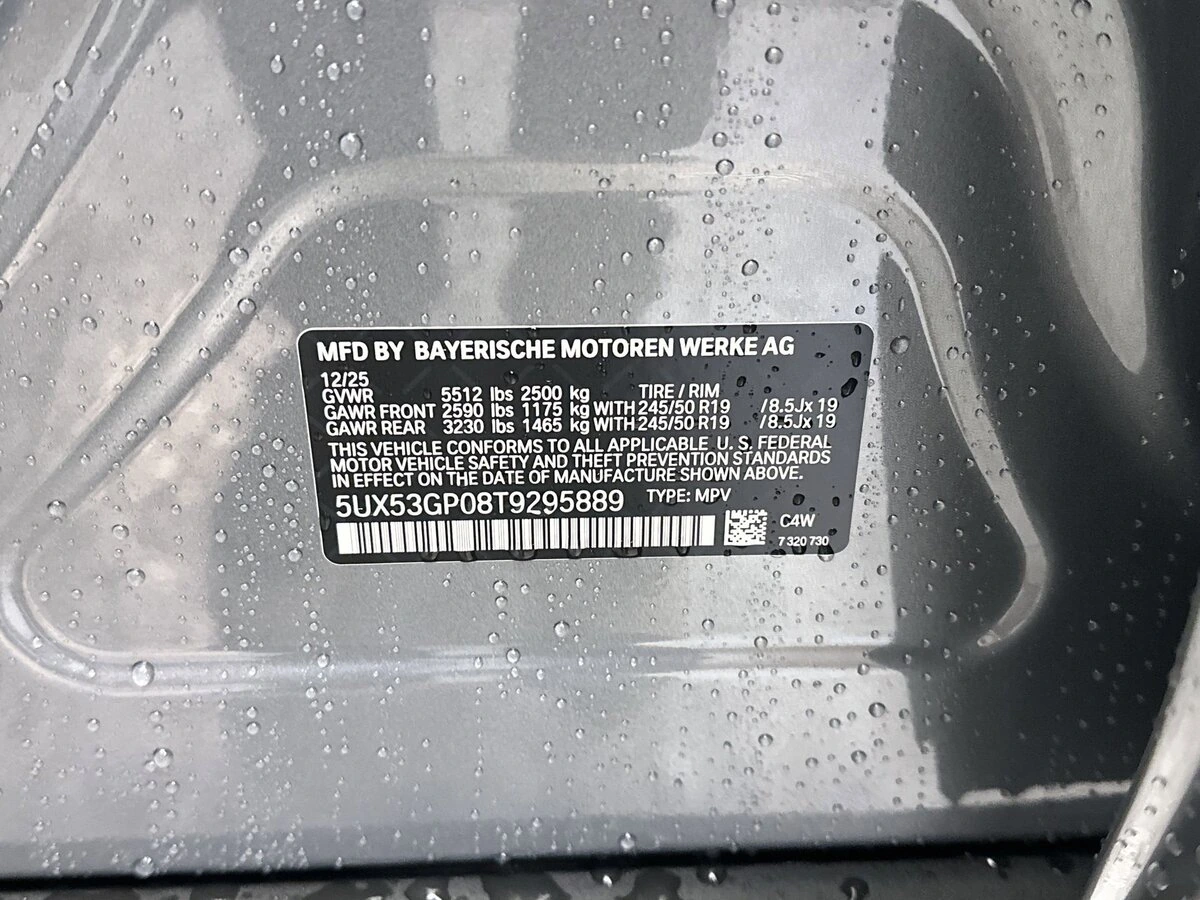 MFD BY BAYERISCHE MOTOREN WERKE AG
12/25
GVWR 5512 lbs 2500 kg TIRE / RIM
GAWR FRONT 2590 lbs 1175 kg WITH 245/50 R19 /8.5Jx 19
GAWR REAR 3230 lbs 1465 kg WITH 245/50 R19 /8.5Jx 19
THIS VEHICLE CONFORMS TO ALL APPLICABLE U. S. FEDERAL
MOTOR VEHICLE SAFETY AND THEFT PREVENTION STANDARDS
IN EFFECT ON THE DATE OF MANUFACTURE SHOWN ABOVE.
5UX53GP08T9295889 TYPE: MPV
C4W
7 320 730